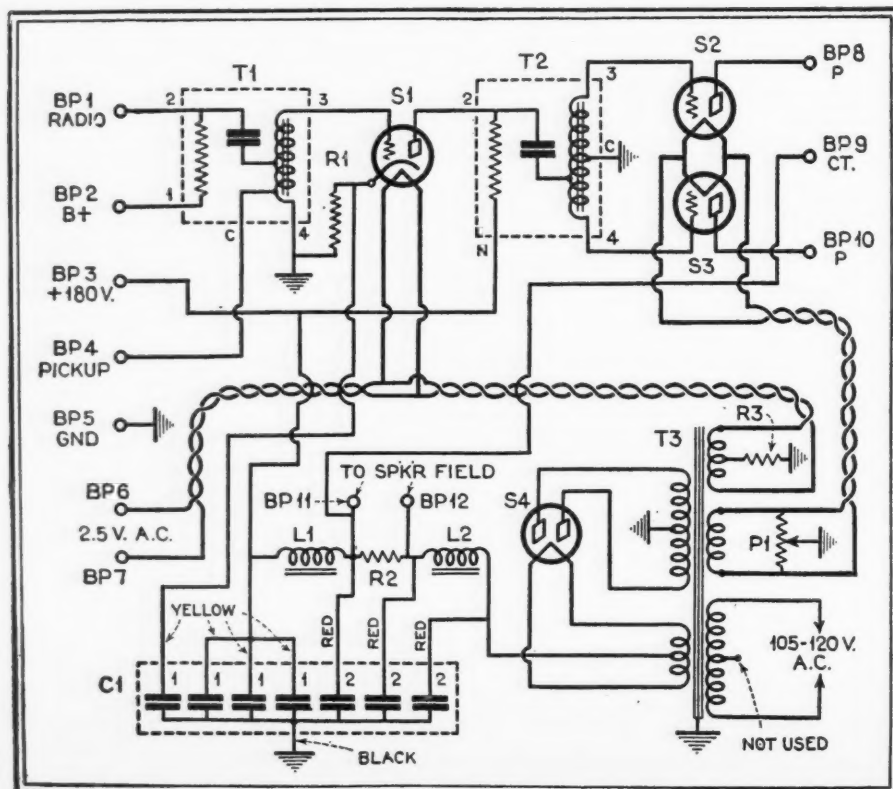 T1
T2
S1
S2
BP8
P
BP1
RADIO
2
3
R1
2
3
C
BP9
CT.
BP2
B+
1
C
4
N
4
S3
BP10
P
BP3
+180V.
BP4
PICKUP
BP5
GND
R3
T3
BP6
2.5 V. A.C.
BP7
TO SPKR FIELD
BP11
BP12
S4
L1
R2
L2
P1
YELLOW
RED
RED
RED
105-120 V.
A.C.
C1
1
1
1
1
2
2
2
BLACK
NOT USED